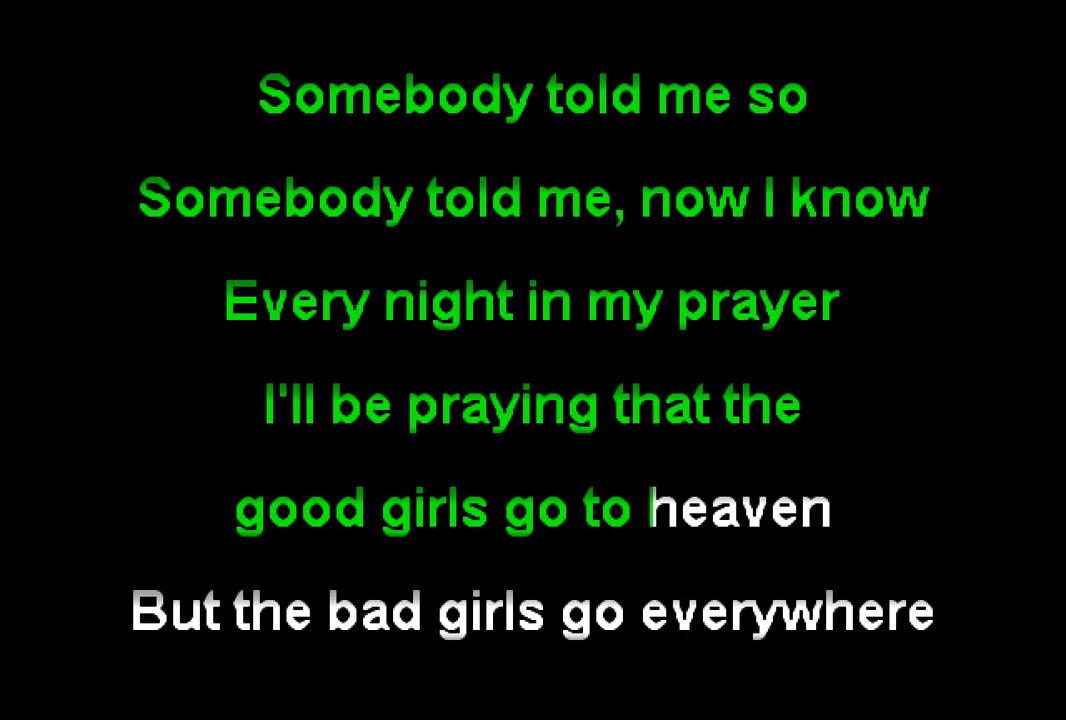 Somebody told me so
Somebody told me, now I know
Every night in my prayer
I'll be praying that the
good girls go to heaven
But the bad girls go everywhere